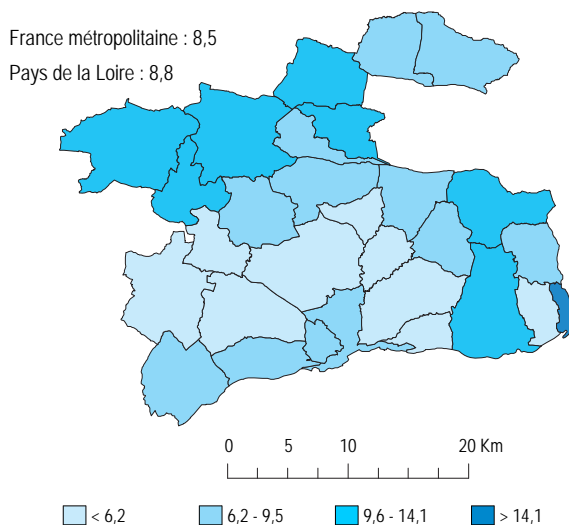 France métropolitaine : 8,5
Pays de la Loire : 8,8
0 5 10 20 Km
< 6,2 6,2 - 9,5 9,6 - 14,1 > 14,1